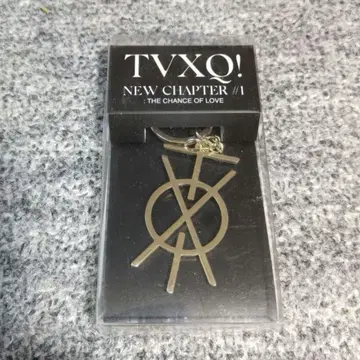 TVXQ!
NEW CHAPTER #1
: THE CHANCE OF LOVE